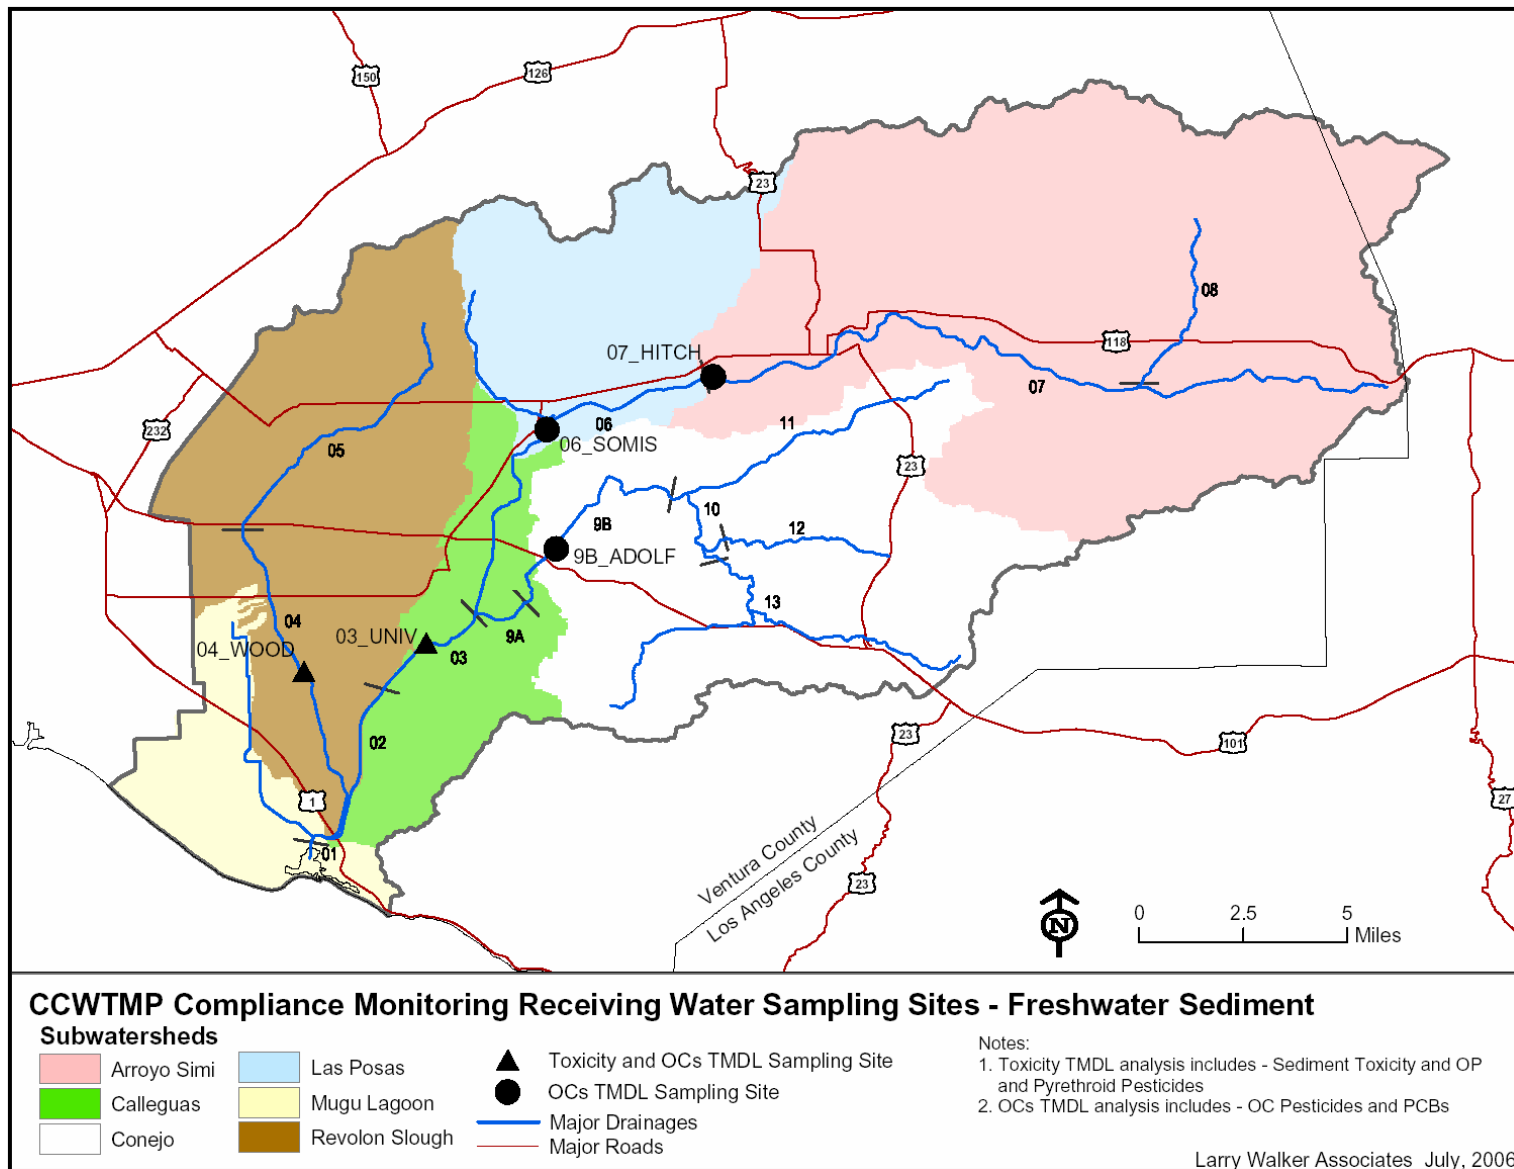 150
126
23
08
118
07_HITCH
07
06
11
06_SOMIS
232
05
23
10
9B
12
9B_ADOLF
13
04
03_UNIV
9A
04_WOOD
03
02
23
101
1
27
01
23
Ventura County
Los Angeles County
N
0 2.5 5
Miles
CCWTMP Compliance Monitoring Receiving Water Sampling Sites - Freshwater Sediment
Subwatersheds
Arroyo Simi
Calleguas
Conejo
Las Posas
Mugu Lagoon
Revolon Slough
Toxicity and OCs TMDL Sampling Site
OCs TMDL Sampling Site
Major Drainages
Major Roads
Notes:
1. Toxicity TMDL analysis includes - Sediment Toxicity and OP
and Pyrethroid Pesticides
2. OCs TMDL analysis includes - OC Pesticides and PCBs
Larry Walker Associates July, 2006